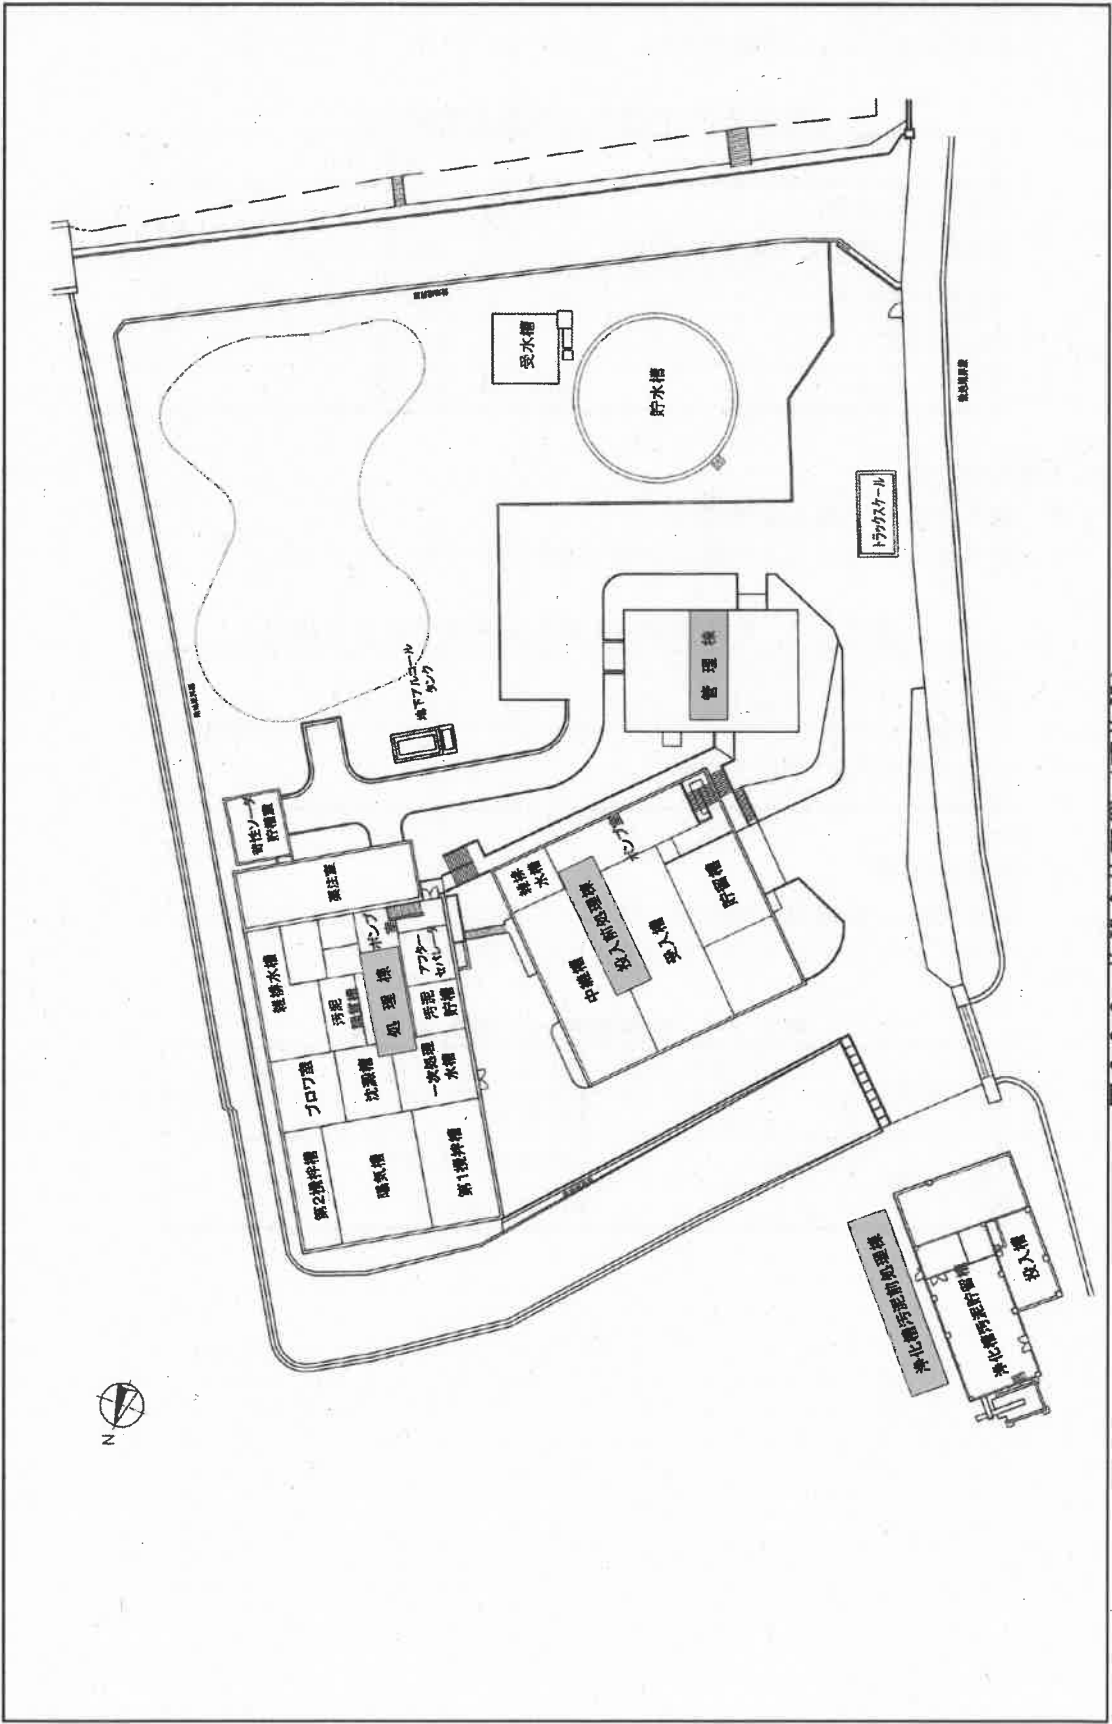 受水槽
貯水槽
トラックスケール
地下アルコール
タンク
管理棟
苛性ソーダ
貯槽室
薬注室
雑排水槽
ポンプ
室
アフター
セパレータ
処理棟
汚泥
汚泥
貯槽
ブロワ室
沈澱槽
一次処理
水槽
第2撹拌槽
曝気槽
第1撹拌槽
雑排
水槽
ポンプ室
投入前処理棟
中継槽
受入槽
貯留槽
浄化槽汚泥前処理棟
浄化槽汚泥貯留槽
投入槽
N